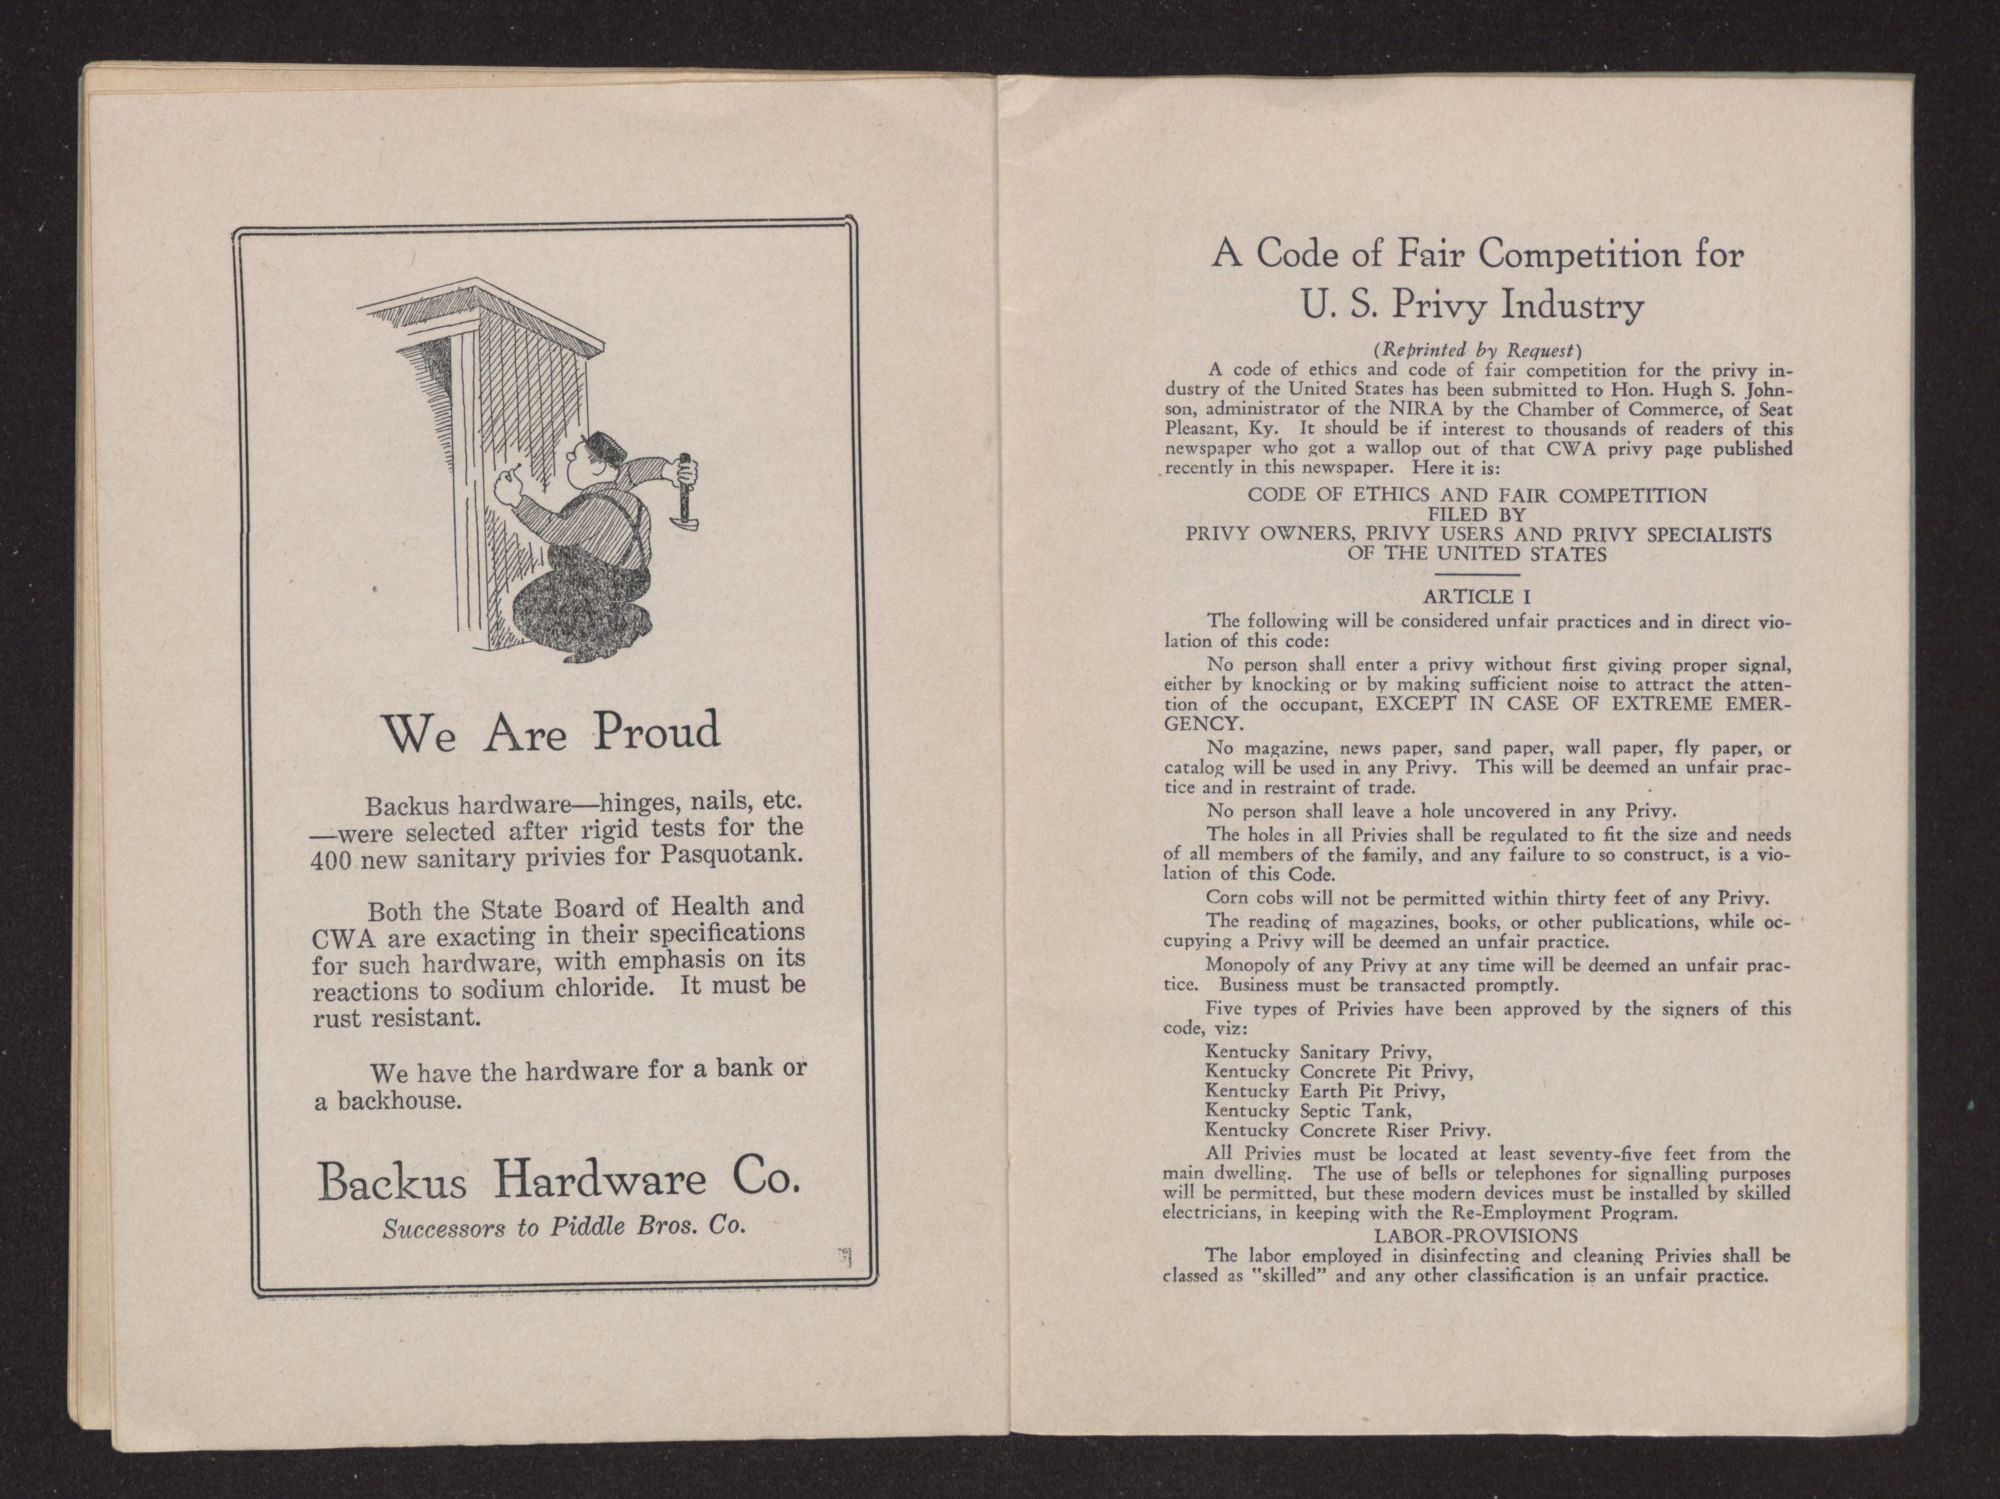 We Are Proud
Backus hardware—hinges, nails, etc.
—were selected after rigid tests for the
400 new sanitary privies for Pasquotank.
Both the State Board of Health and
CWA are exacting in their specifications
for such hardware, with emphasis on its
reactions to sodium chloride. It must be
rust resistant.
We have the hardware for a bank or
a backhouse.
Backus Hardware Co.
Successors to Piddle Bros. Co.
A Code of Fair Competition for
U. S. Privy Industry
(Reprinted by Request)
A code of ethics and code of fair competition for the privy in-
dustry of the United States has been submitted to Hon. Hugh S. John-
son, administrator of the NIRA by the Chamber of Commerce, of Seat
Pleasant, Ky. It should be if interest to thousands of readers of this
newspaper who got a wallop out of that CWA privy page published
recently in this newspaper. Here it is:
CODE OF ETHICS AND FAIR COMPETITION
FILED BY
PRIVY OWNERS, PRIVY USERS AND PRIVY SPECIALISTS
OF THE UNITED STATES
ARTICLE I
The following will be considered unfair practices and in direct vio-
lation of this code:
No person shall enter a privy without first giving proper signal,
either by knocking or by making sufficient noise to attract the atten-
tion of the occupant, EXCEPT IN CASE OF EXTREME EMER-
GENCY.
No magazine, news paper, sand paper, wall paper, fly paper, or
catalog will be used in any Privy. This will be deemed an unfair prac-
tice and in restraint of trade.
No person shall leave a hole uncovered in any Privy.
The holes in all Privies shall be regulated to fit the size and needs
of all members of the family, and any failure to so construct, is a vio-
lation of this Code.
Corn cobs will not be permitted within thirty feet of any Privy.
The reading of magazines, books, or other publications, while oc-
cupying a Privy will be deemed an unfair practice.
Monopoly of any Privy at any time will be deemed an unfair prac-
tice. Business must be transacted promptly.
Five types of Privies have been approved by the signers of this
code, viz:
Kentucky Sanitary Privy,
Kentucky Concrete Pit Privy,
Kentucky Earth Pit Privy,
Kentucky Septic Tank,
Kentucky Concrete Riser Privy.
All Privies must be located at least seventy-five feet from the
main dwelling. The use of bells or telephones for signalling purposes
will be permitted, but these modern devices must be installed by skilled
electricians, in keeping with the Re-Employment Program.
LABOR-PROVISIONS
The labor employed in disinfecting and cleaning Privies shall be
classed as "skilled" and any other classification is an unfair practice.